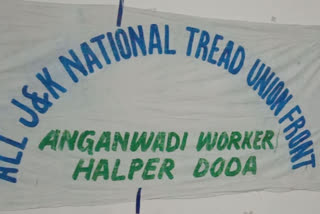 ALL J&K NATIONAL TREAD UNION FRONT
ANGANWADI WORKER
HALPER DODA